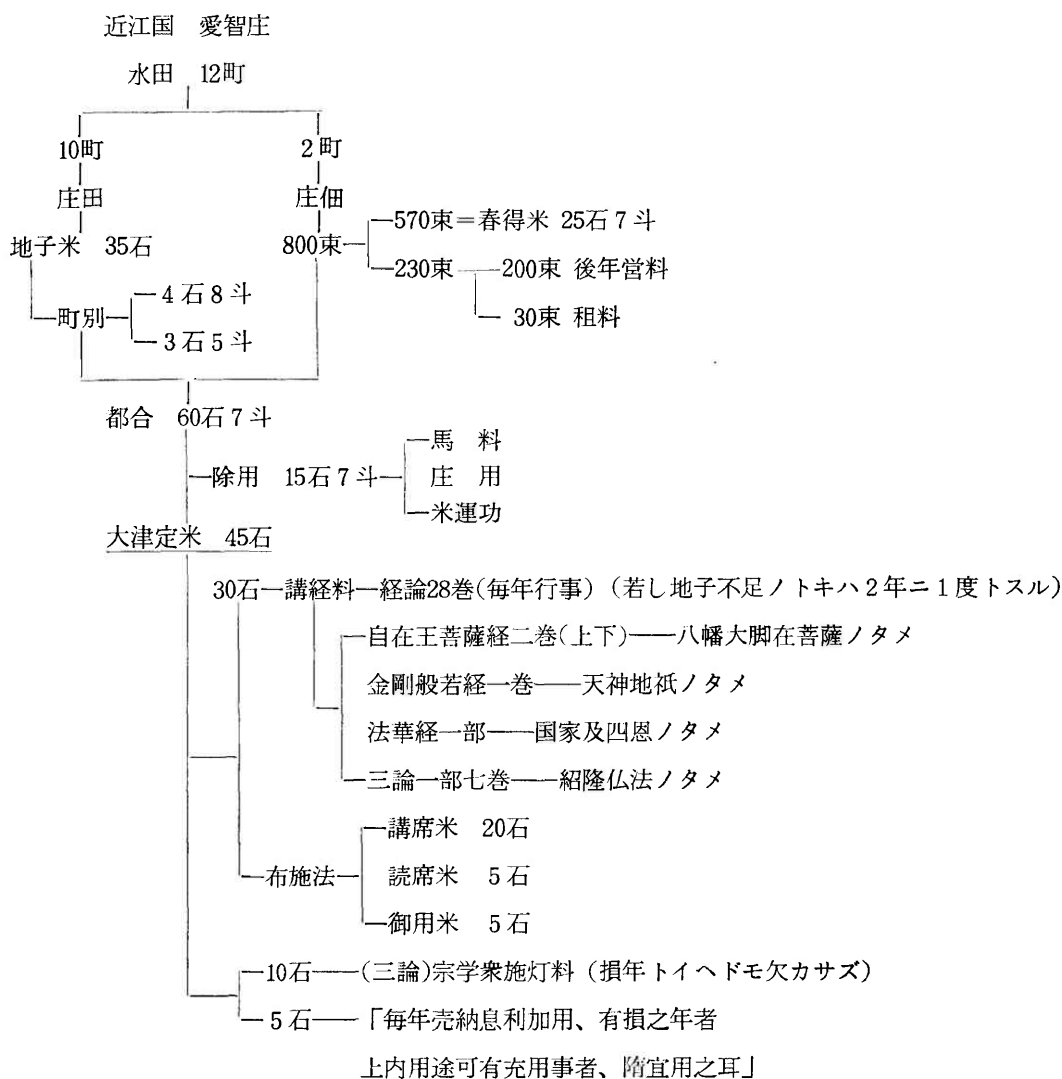 近江国 愛智庄
水田 12町
10町 2町
庄田 庄佃
570束=舂得米 25石7斗
地子米 35石 800束
230束 200束 後年営料
4石8斗
町別 30束 租料
3石5斗
都合 60石7斗
馬料
除用 15石7斗 庄用
米運功
大津定米 45石
30石―講経料―経論28巻(毎年行事) (若し地子不足ノトキハ2年ニ1度トスル)
自在王菩薩経二巻(上下)――八幡大脚在菩薩ノタメ
金剛般若経一巻――天神地祇ノタメ
法華経一部――国家及四恩ノタメ
三論一部七巻――紹隆仏法ノタメ
講席米 20石
布施法 読席米 5石
御用米 5石
10石――(三論)宗学衆施灯料 (損年トイヘドモ欠カサズ)
5石――「毎年売納息利加用、有損之年者
上内用途可有充用事者、隋宜用之耳」